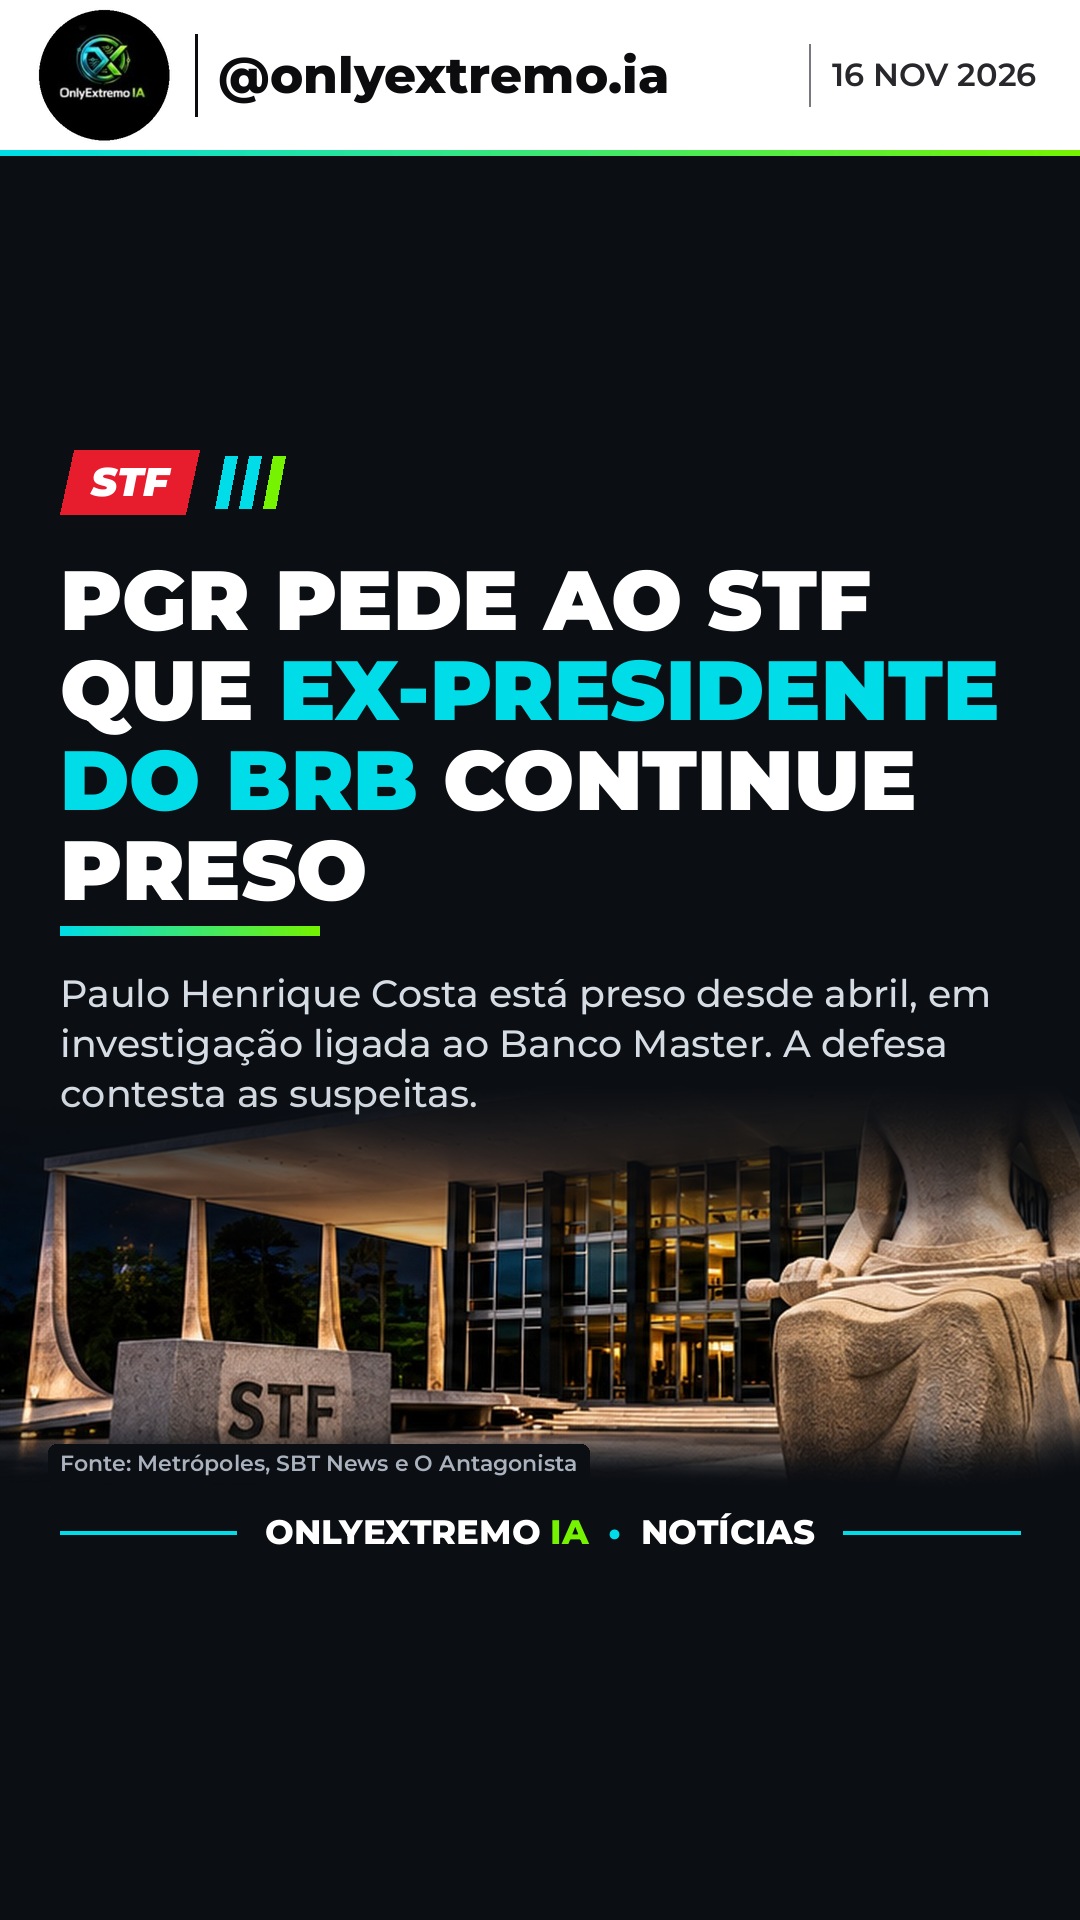 OnlyExtremo IA
@onlyextremo.ia
16 NOV 2026
STF
PGR PEDE AO STF
QUE EX-PRESIDENTE
DO BRB CONTINUE
PRESO
Paulo Henrique Costa está preso desde abril, em
investigação ligada ao Banco Master. A defesa
contesta as suspeitas.
STF
Fonte: Metrópoles, SBT News e O Antagonista
ONLYEXTREMO IA • NOTÍCIAS